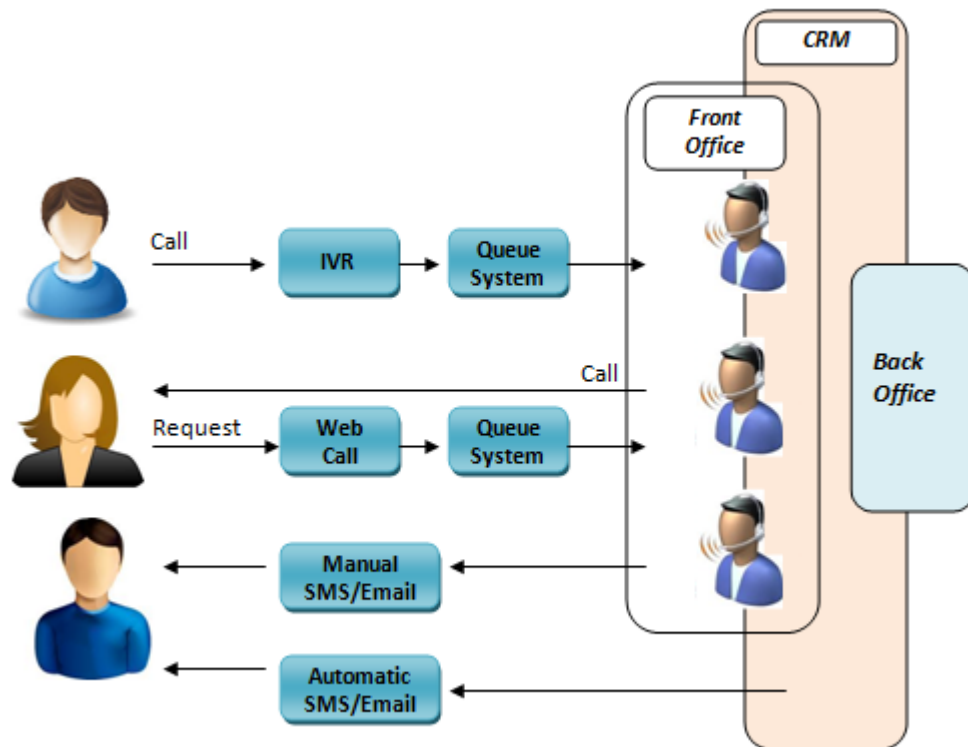 CRM
Front
Office
Call
IVR
Queue
System
Call
Request
Web
Call
Queue
System
Back
Office
Manual
SMS/Email
Automatic
SMS/Email